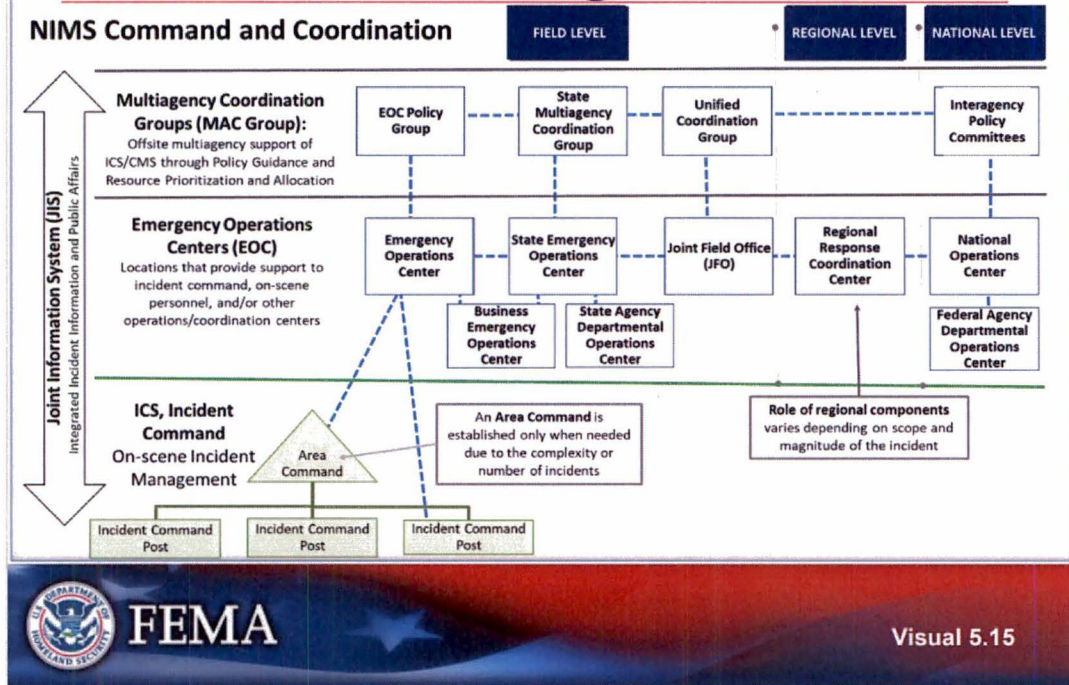 NIMS Command and Coordination
FIELD LEVEL
REGIONAL LEVEL
NATIONAL LEVEL
Joint Information System (JIS)
Integrated Incident Information and Public Affairs
Multiagency Coordination
Groups (MAC Group):
Offsite multiagency support of
ICS/CMS through Policy Guidance and
Resource Prioritization and Allocation
EOC Policy
Group
State
Multiagency
Coordination
Group
Unified
Coordination
Group
Interagency
Policy
Committees
Emergency Operations
Centers (EOC)
Locations that provide support to
incident command, on-scene
personnel, and/or other
operations/coordination centers
Emergency
Operations
Center
State Emergency
Operations
Center
Joint Field Office
(JFO)
Regional
Response
Coordination
Center
National
Operations
Center
Business
Emergency
Operations
Center
State Agency
Departmental
Operations
Center
Federal Agency
Departmental
Operations
Center
ICS, Incident
Command
On-scene Incident
Management
Area
Command
An Area Command is
established only when needed
due to the complexity or
number of incidents
Role of regional components
varies depending on scope and
magnitude of the incident
Incident Command
Post
Incident Command
Post
Incident Command
Post
U.S. DEPARTMENT OF
HOMELAND SECURITY
FEMA
Visual 5.15